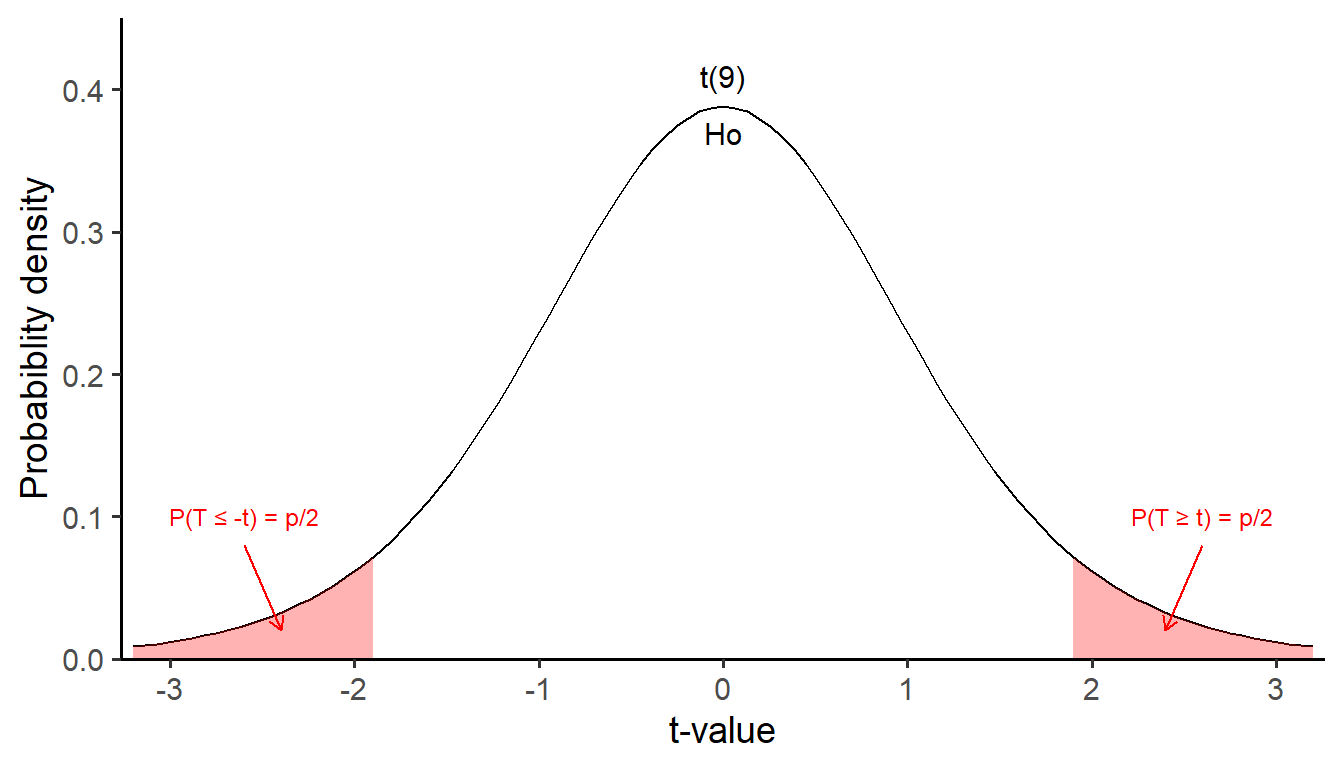 t(9)
Ho
Probabiblity density
0.4
0.3
0.2
0.1
0.0
P(T ≤ -t) = p/2
P(T ≥ t) = p/2
-3 -2 -1 0 1 2 3
t-value